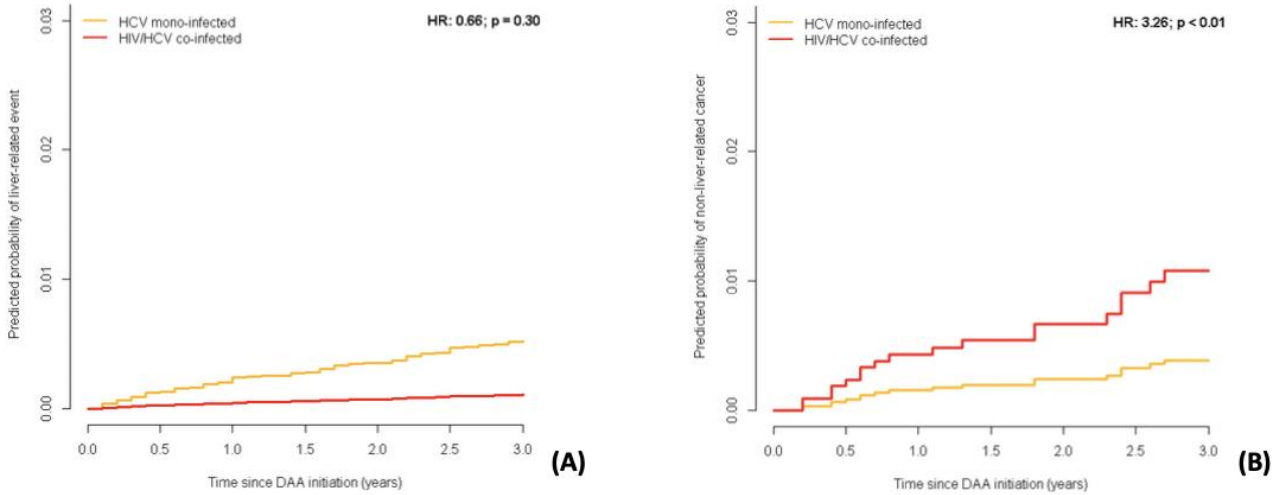 HCV mono-infected
HIV/HCV co-infected
HR: 0.66; p = 0.30
Predicted probability of liver-related event
0.03
0.02
0.01
0.00
0.0 0.5 1.0 1.5 2.0 2.5 3.0
Time since DAA initiation (years)
(A)
HCV mono-infected
HIV/HCV co-infected
HR: 3.26; p < 0.01
Predicted probability of non-liver-related cancer
0.03
0.02
0.01
0.00
0.0 0.5 1.0 1.5 2.0 2.5 3.0
Time since DAA initiation (years)
(B)